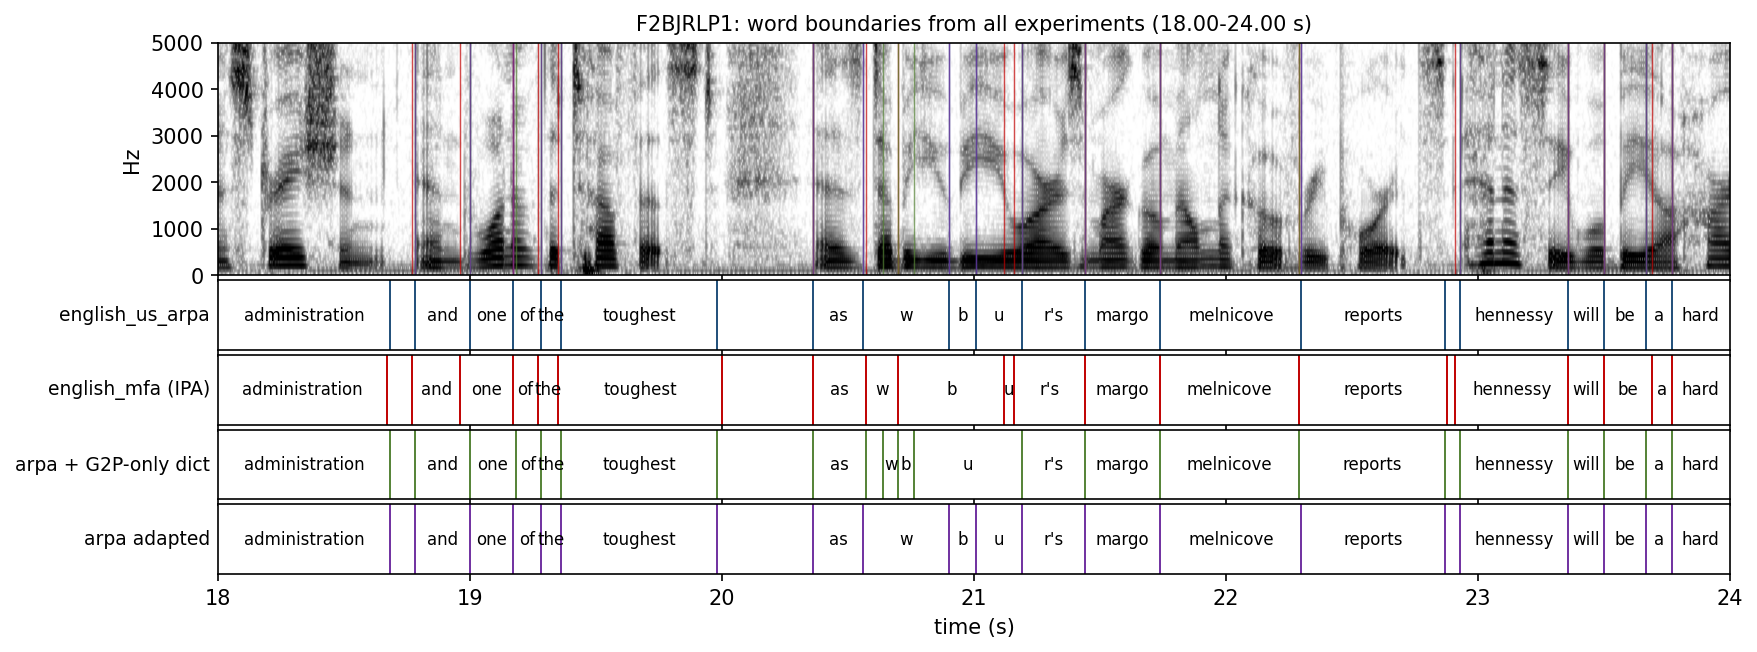 F2BJRLP1: word boundaries from all experiments (18.00-24.00 s)
5000
4000
3000
2000
1000
0
Hz
english_us_arpa administration and one of the toughest as w b u r's margo melnicove reports hennessy will be a hard
english_mfa (IPA) administration and one of the toughest as w b u r's margo melnicove reports hennessy will be a hard
arpa + G2P-only dict administration and one of the toughest as w b u r's margo melnicove reports hennessy will be a hard
arpa adapted administration and one of the toughest as w b u r's margo melnicove reports hennessy will be a hard
18 19 20 21 22 23 24
time (s)